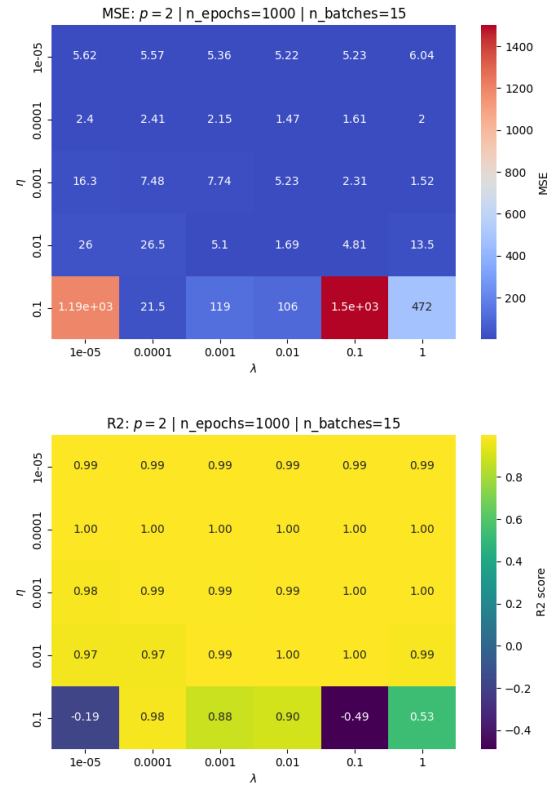 MSE: p = 2 | n_epochs=1000 | n_batches=15
1e-05 5.62 5.57 5.36 5.22 5.23 6.04
0.0001 2.4 2.41 2.15 1.47 1.61 2
0.001 16.3 7.48 7.74 5.23 2.31 1.52
0.01 26 26.5 5.1 1.69 4.81 13.5
0.1 1.19e+03 21.5 119 106 1.5e+03 472
1e-05 0.0001 0.001 0.01 0.1 1
η
λ
1400
1200
1000
800
600
400
200
MSE
R2: p = 2 | n_epochs=1000 | n_batches=15
1e-05 0.99 0.99 0.99 0.99 0.99 0.99
0.0001 1.00 1.00 1.00 1.00 1.00 1.00
0.001 0.98 0.99 0.99 0.99 1.00 1.00
0.01 0.97 0.97 0.99 1.00 1.00 0.99
0.1 -0.19 0.98 0.88 0.90 -0.49 0.53
1e-05 0.0001 0.001 0.01 0.1 1
η
λ
0.8
0.6
0.4
0.2
0.0
−0.2
−0.4
R2 score